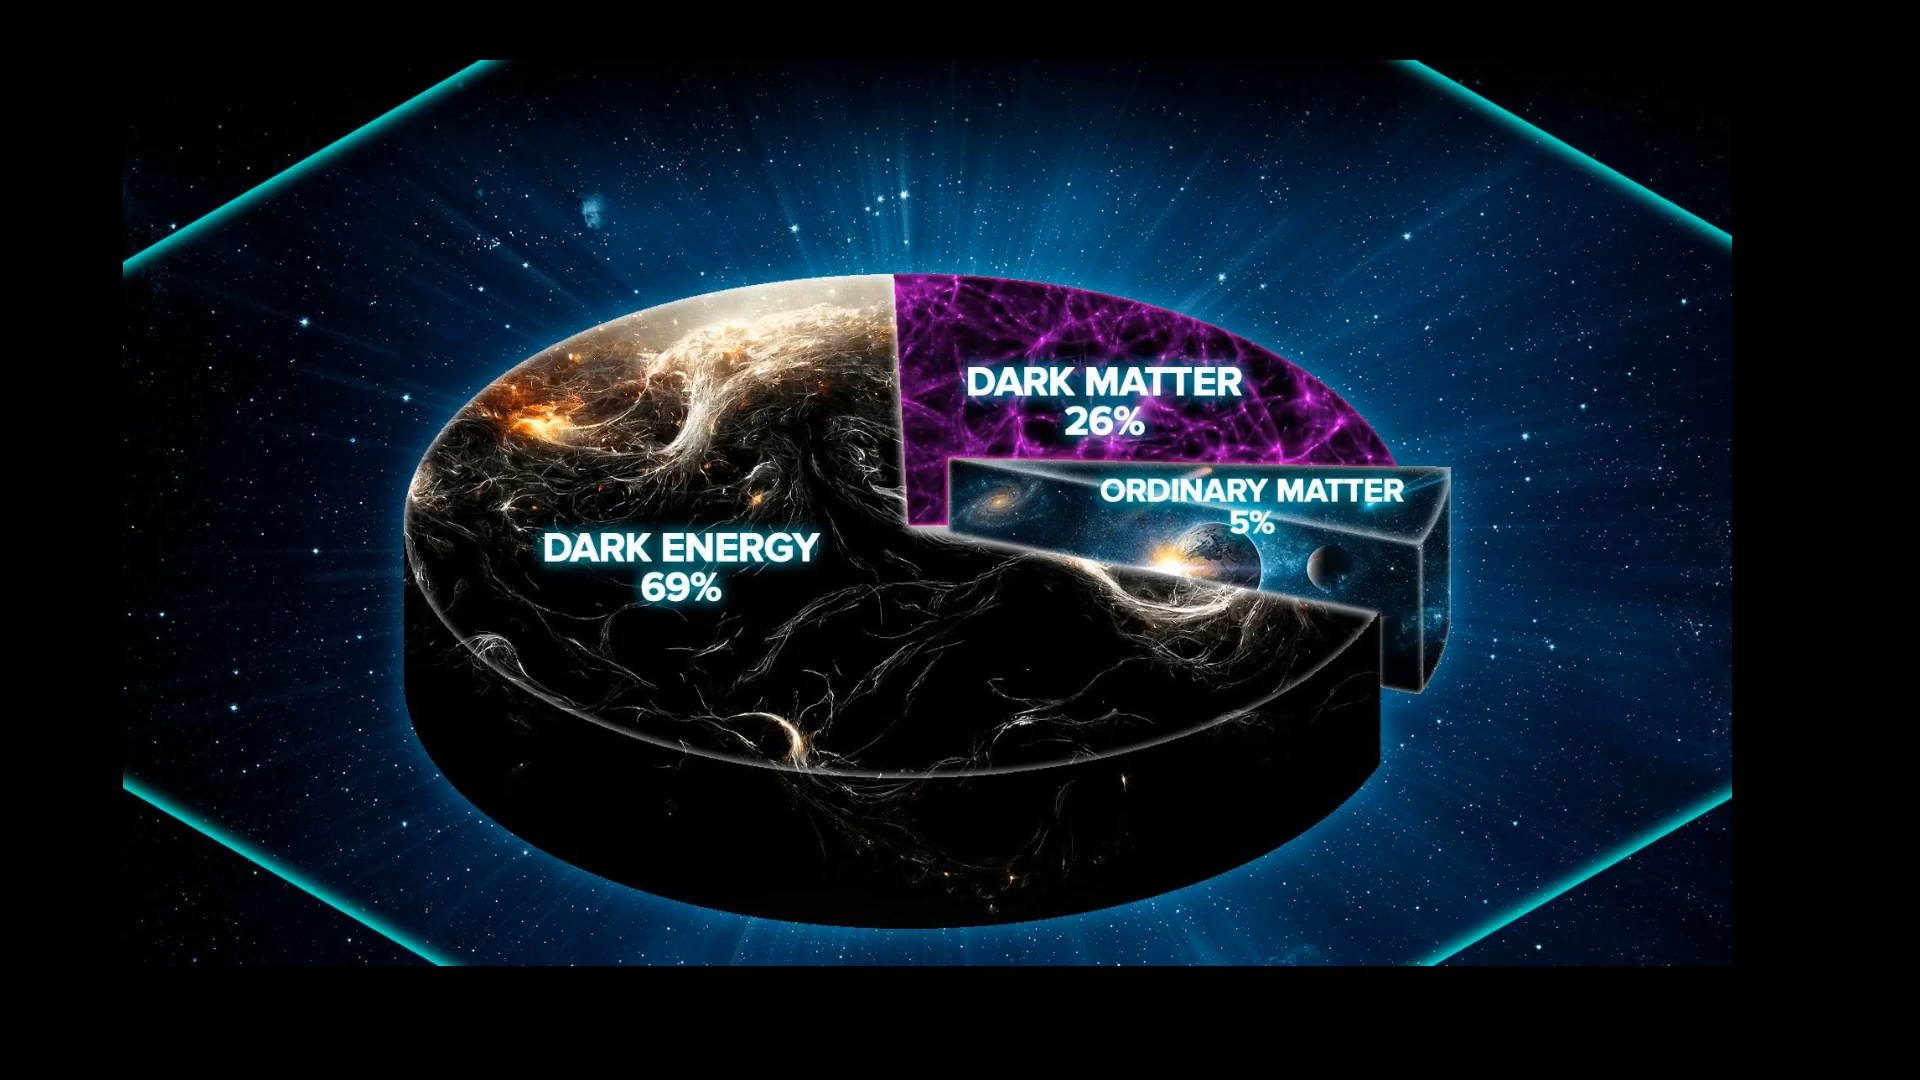 DARK MATTER
26%
ORDINARY MATTER
5%
DARK ENERGY
69%